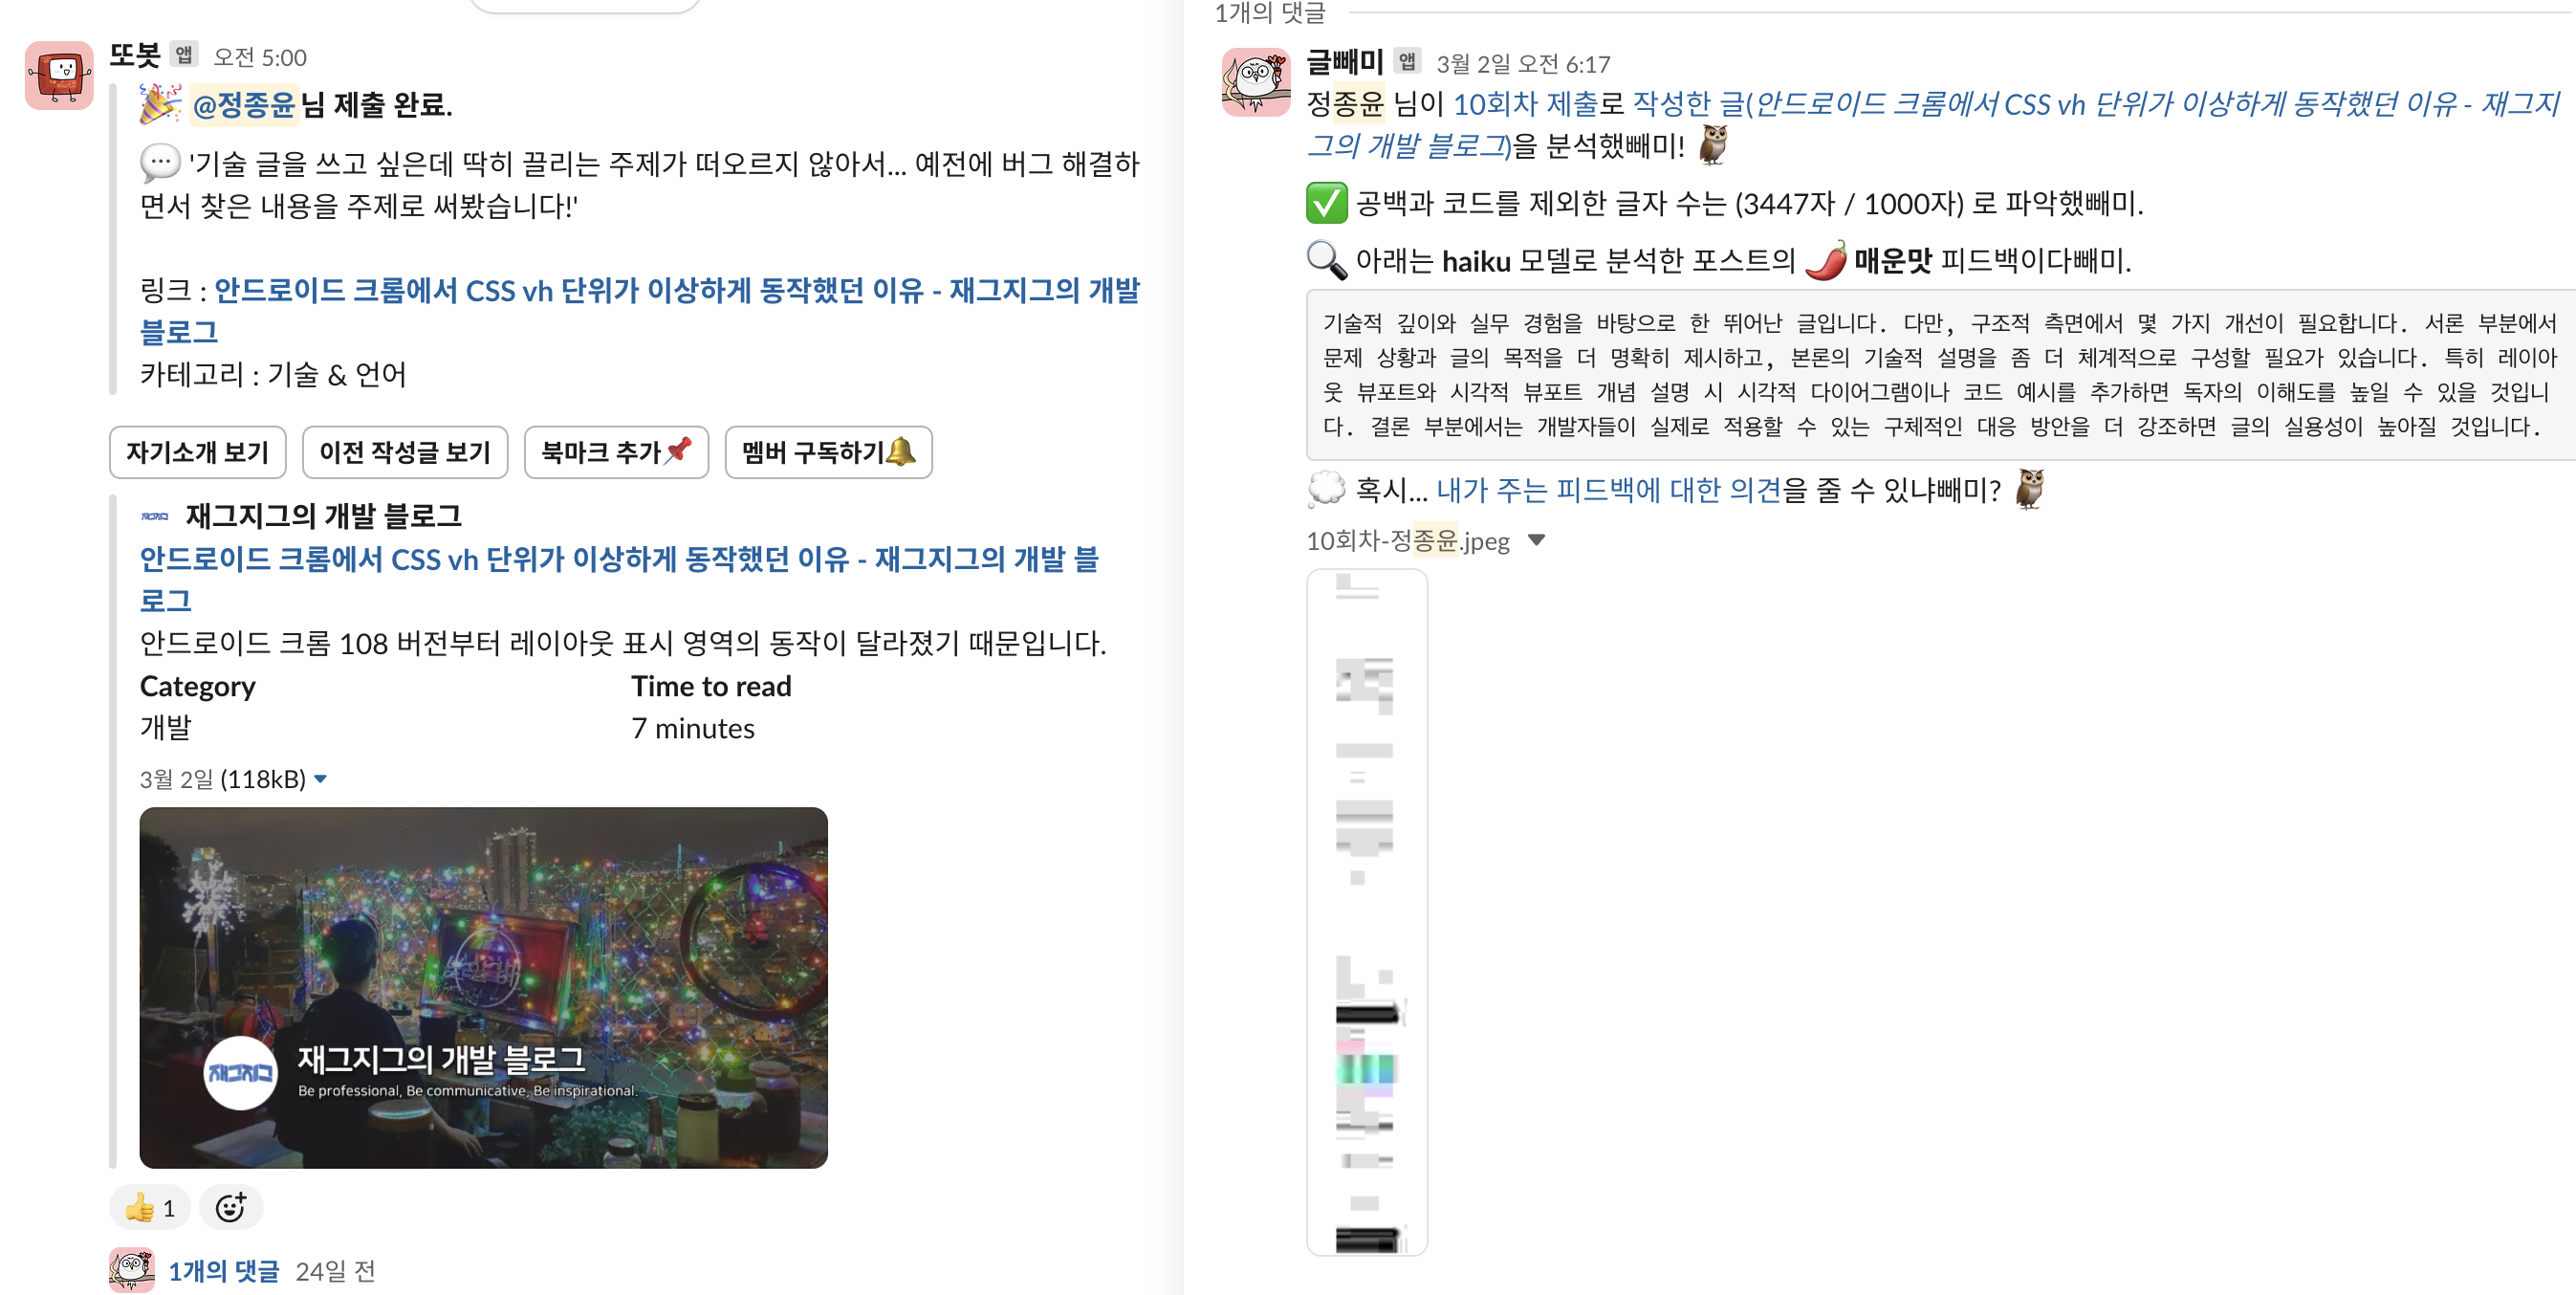 또봇 앱 오전 5:00
@정종윤님 제출 완료.
'기술 글을 쓰고 싶은데 딱히 끌리는 주제가 떠오르지 않아서... 예전에 버그 해결하
면서 찾은 내용을 주제로 써봤습니다!'
링크 : 안드로이드 크롬에서 CSS vh 단위가 이상하게 동작했던 이유 - 재그지그의 개발
블로그
카테고리 : 기술 & 언어
자기소개 보기 이전 작성글 보기 북마크 추가 멤버 구독하기
재그지그 재그지그의 개발 블로그
안드로이드 크롬에서 CSS vh 단위가 이상하게 동작했던 이유 - 재그지그의 개발 블
로그
안드로이드 크롬 108 버전부터 레이아웃 표시 영역의 동작이 달라졌기 때문입니다.
Category Time to read
개발 7 minutes
3월 2일 (118kB)
재그지그 재그지그의 개발 블로그
Be professional, Be communicative, Be inspirational.
1
1개의 댓글 24일 전
1개의 댓글
글빼미 앱 3월 2일 오전 6:17
정종윤 님이 10회차 제출로 작성한 글(안드로이드 크롬에서 CSS vh 단위가 이상하게 동작했던 이유 - 재그지
그의 개발 블로그)을 분석했빼미!
공백과 코드를 제외한 글자 수는 (3447자 / 1000자) 로 파악했빼미.
아래는 haiku 모델로 분석한 포스트의 매운맛 피드백이다빼미.
기술적 깊이와 실무 경험을 바탕으로 한 뛰어난 글입니다. 다만, 구조적 측면에서 몇 가지 개선이 필요합니다. 서론 부분에서
문제 상황과 글의 목적을 더 명확히 제시하고, 본론의 기술적 설명을 좀 더 체계적으로 구성할 필요가 있습니다. 특히 레이아
웃 뷰포트와 시각적 뷰포트 개념 설명 시 시각적 다이어그램이나 코드 예시를 추가하면 독자의 이해도를 높일 수 있을 것입니
다. 결론 부분에서는 개발자들이 실제로 적용할 수 있는 구체적인 대응 방안을 더 강조하면 글의 실용성이 높아질 것입니다.
혹시... 내가 주는 피드백에 대한 의견을 줄 수 있냐빼미?
10회차-정종윤.jpeg